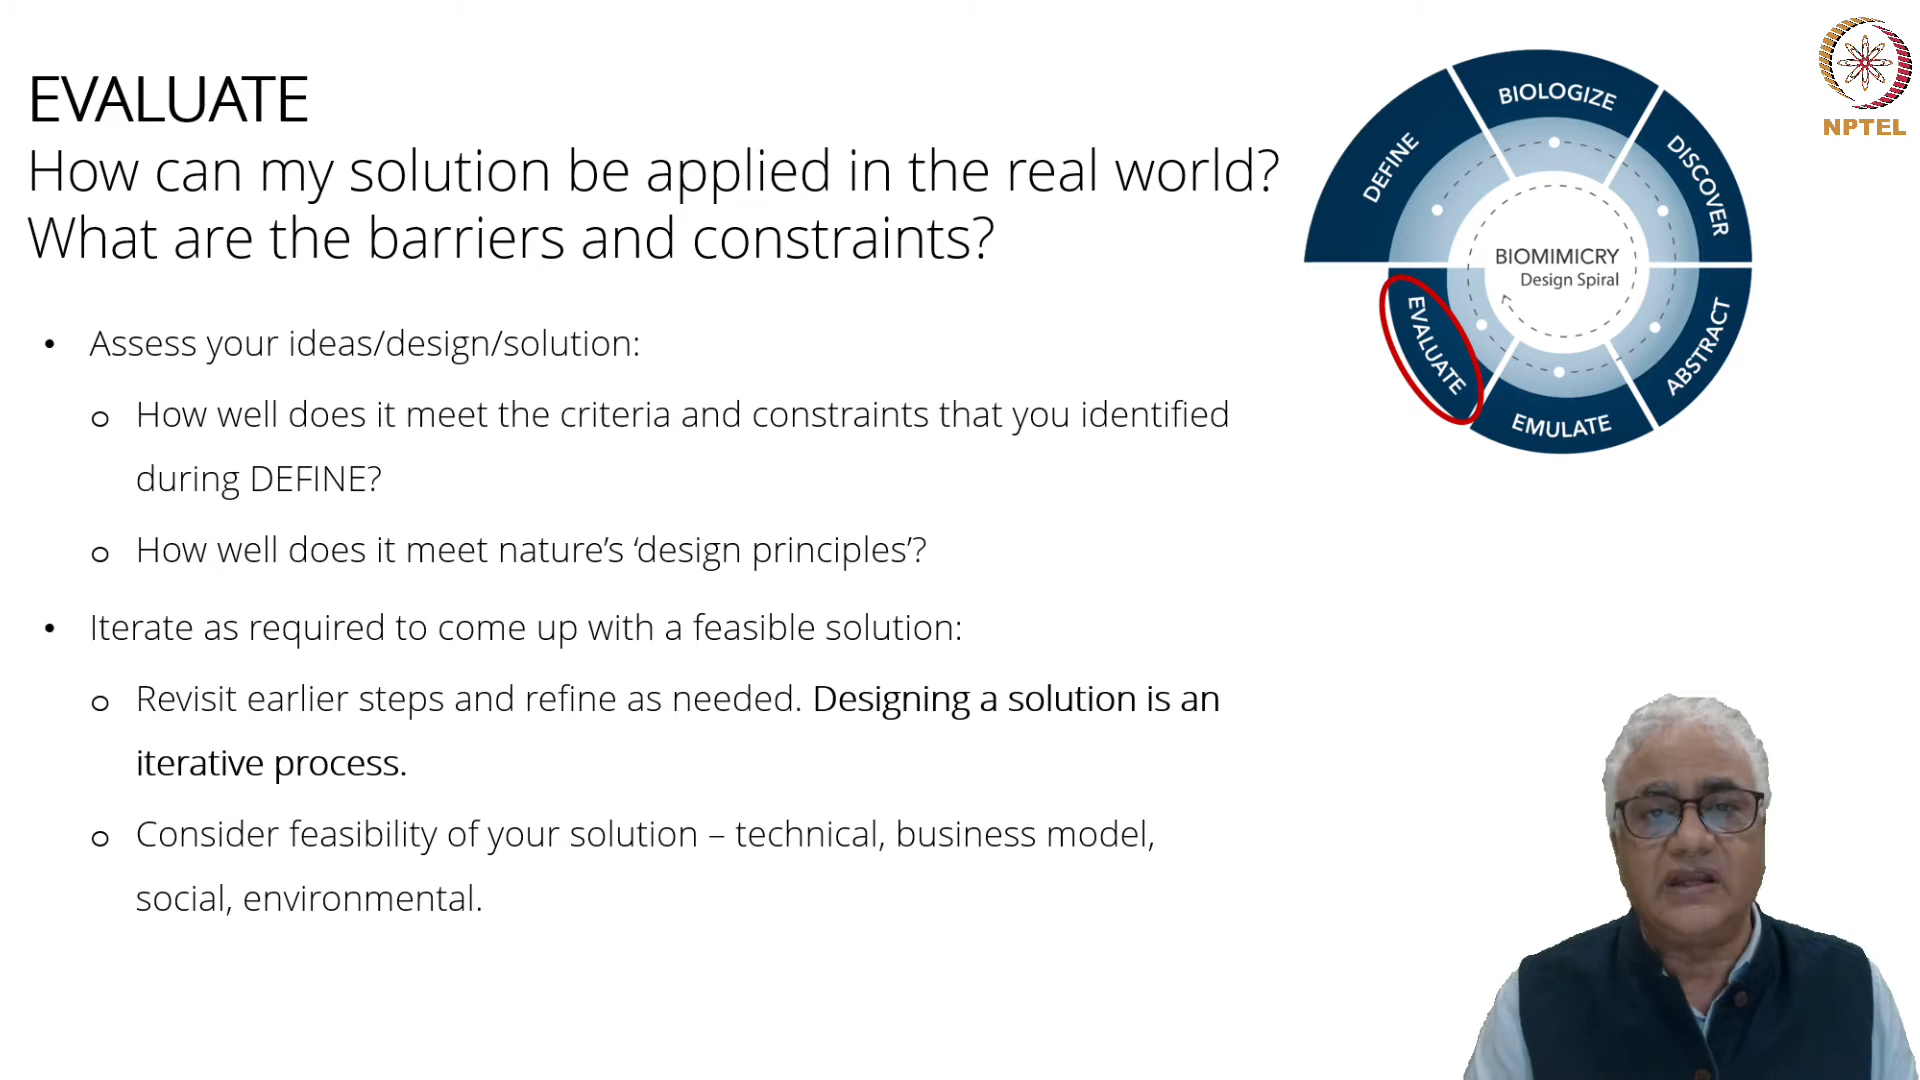 EVALUATE
How can my solution be applied in the real world?
What are the barriers and constraints?
• Assess your ideas/design/solution:
o How well does it meet the criteria and constraints that you identified
during DEFINE?
o How well does it meet nature’s ‘design principles’?
• Iterate as required to come up with a feasible solution:
o Revisit earlier steps and refine as needed. Designing a solution is an
iterative process.
o Consider feasibility of your solution – technical, business model,
social, environmental.
DEFINE
BIOLOGIZE
DISCOVER
ABSTRACT
EMULATE
EVALUATE
BIOMIMICRY
Design Spiral
NPTEL